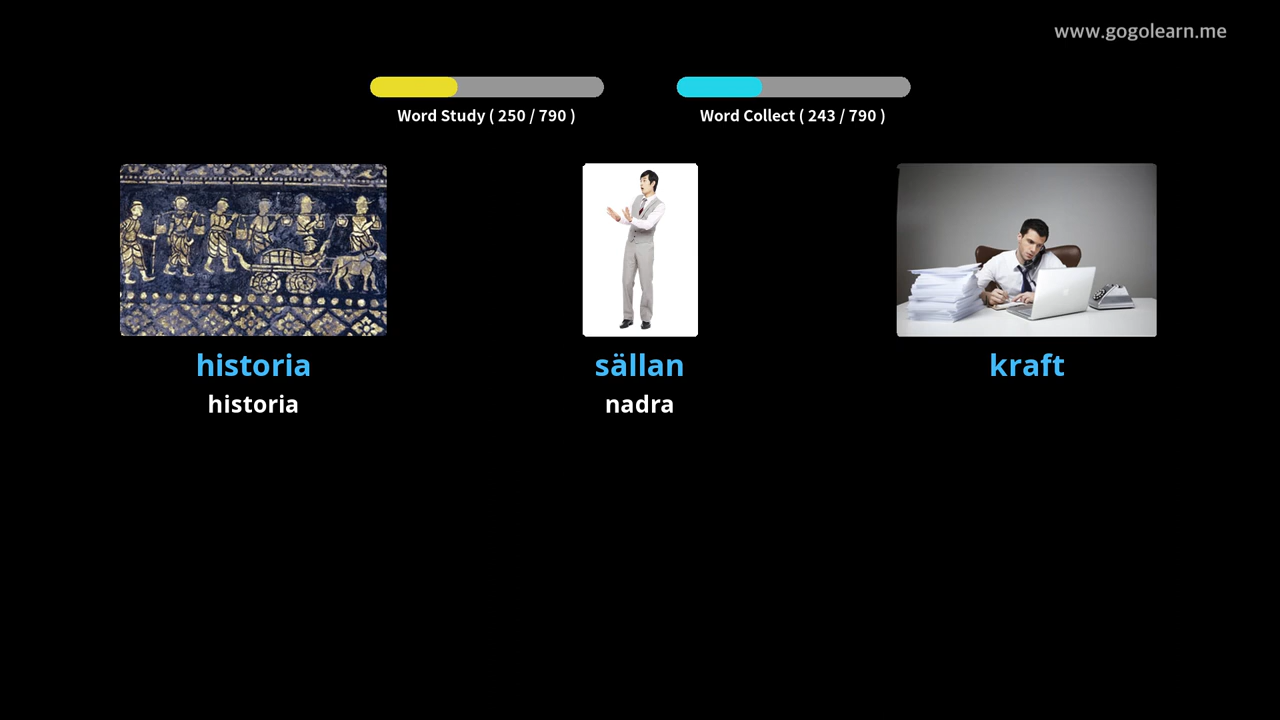 www.gogolearn.me
Word Study ( 250 / 790 )
Word Collect ( 243 / 790 )
historia
sällan
kraft
historia
nadra